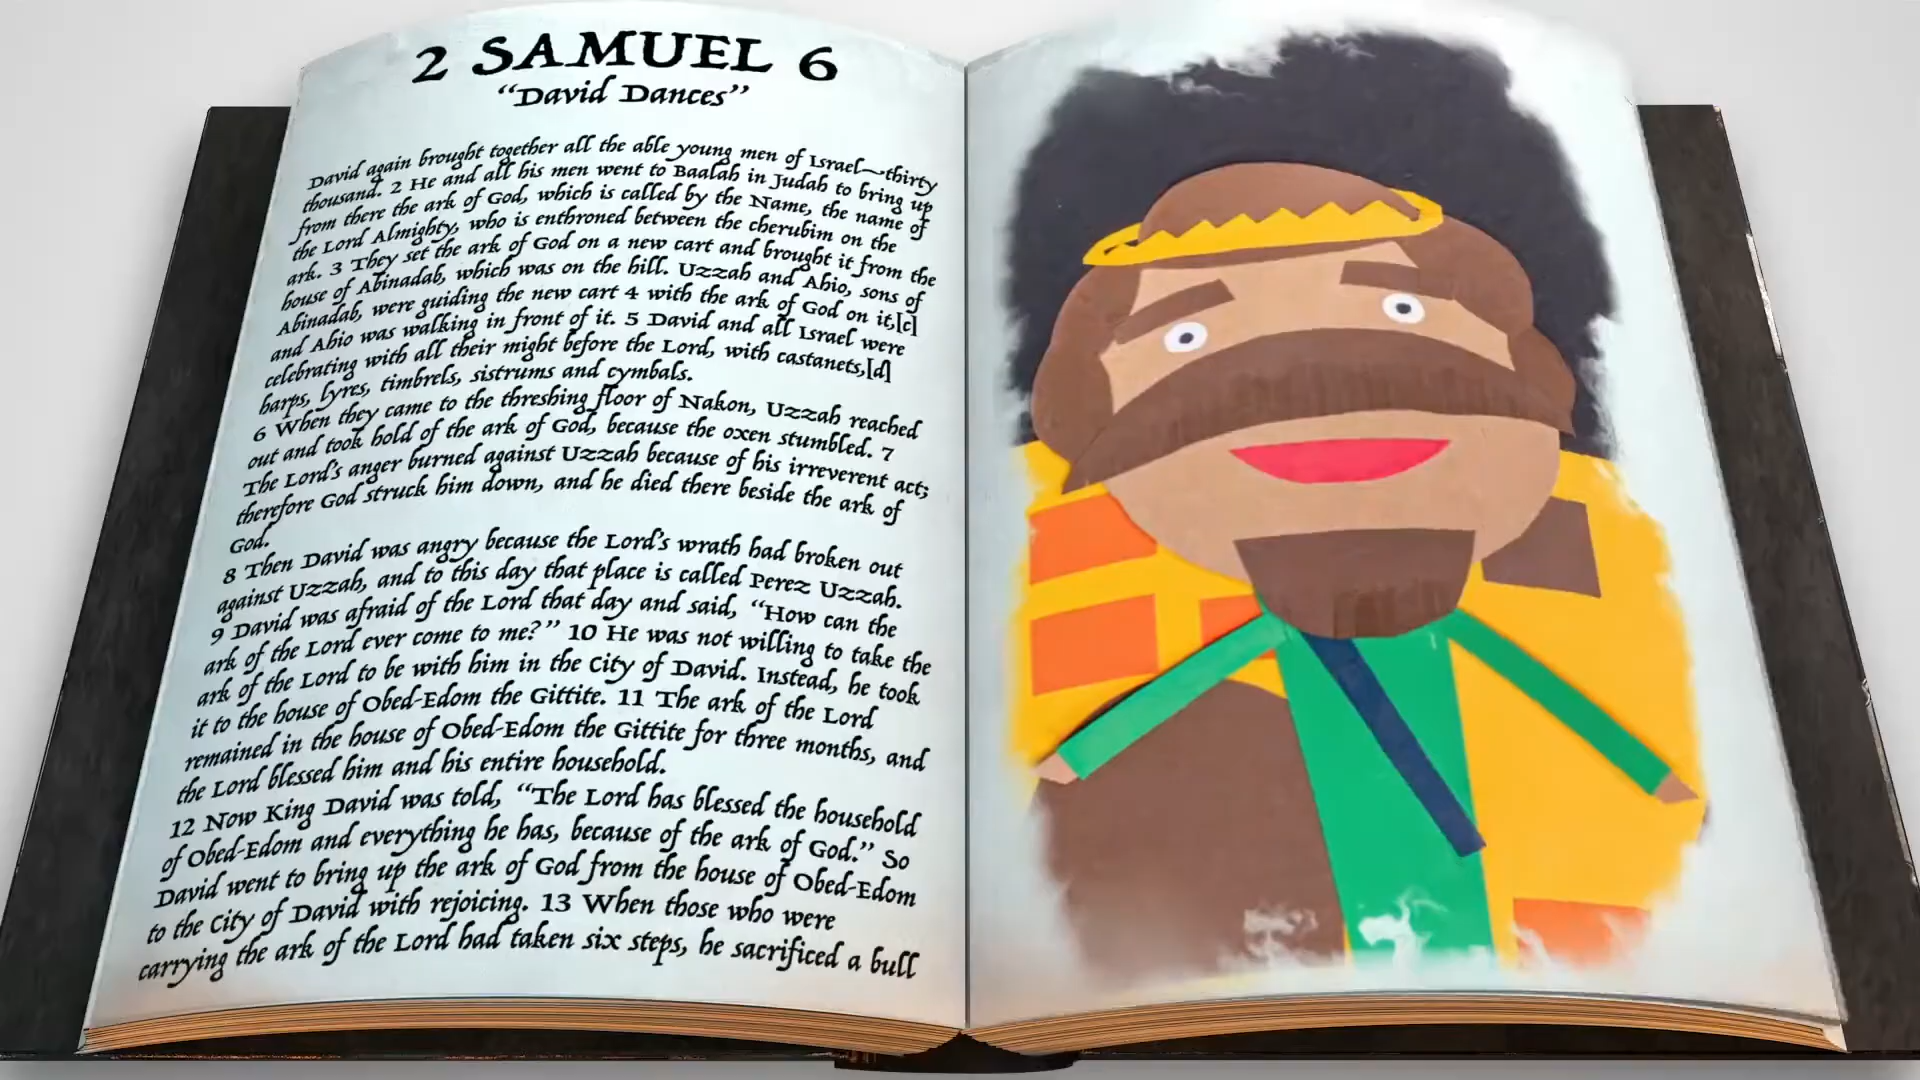 2 SAMUEL 6
“David Dances”
David again brought together all the able young men of Israel—thirty
thousand. 2 He and all his men went to Baalah in Judah to bring up
from there the ark of God, which is called by the Name, the name of
the Lord Almighty, who is enthroned between the cherubim on the
ark. 3 They set the ark of God on a new cart and brought it from the
house of Abinadab, which was on the hill. Uzzah and Ahio, sons of
Abinadab, were guiding the new cart 4 with the ark of God on it,[c]
and Ahio was walking in front of it. 5 David and all Israel were
celebrating with all their might before the Lord, with castanets,[d]
harps, lyres, timbrels, sistrums and cymbals.
6 When they came to the threshing floor of Nakon, Uzzah reached
out and took hold of the ark of God, because the oxen stumbled. 7
The Lord’s anger burned against Uzzah because of his irreverent act;
therefore God struck him down, and he died there beside the ark of
God.
8 Then David was angry because the Lord’s wrath had broken out
against Uzzah, and to this day that place is called Perez Uzzah.
9 David was afraid of the Lord that day and said, “How can the
ark of the Lord ever come to me?” 10 He was not willing to take the
ark of the Lord to be with him in the City of David. Instead, he took
it to the house of Obed-Edom the Gittite. 11 The ark of the Lord
remained in the house of Obed-Edom the Gittite for three months, and
the Lord blessed him and his entire household.
12 Now King David was told, “The Lord has blessed the household
of Obed-Edom and everything he has, because of the ark of God.” So
David went to bring up the ark of God from the house of Obed-Edom
to the City of David with rejoicing. 13 When those who were
carrying the ark of the Lord had taken six steps, he sacrificed a bull